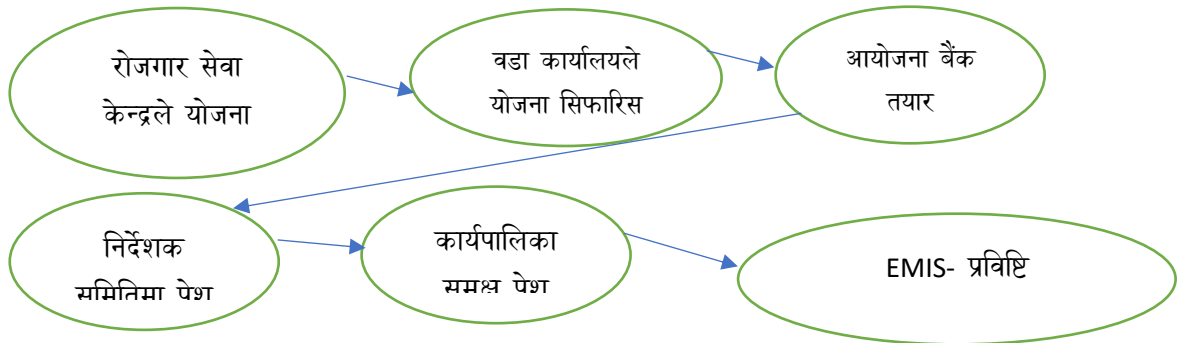 रोजगार सेवा
केन्द्रले योजना
वडा कार्यालयले
योजना सिफारिस
आयोजना बैंक
तयार
निर्देशक
समितिमा पेश
कार्यपालिका
समक्ष पेश
EMIS- प्रविष्टि